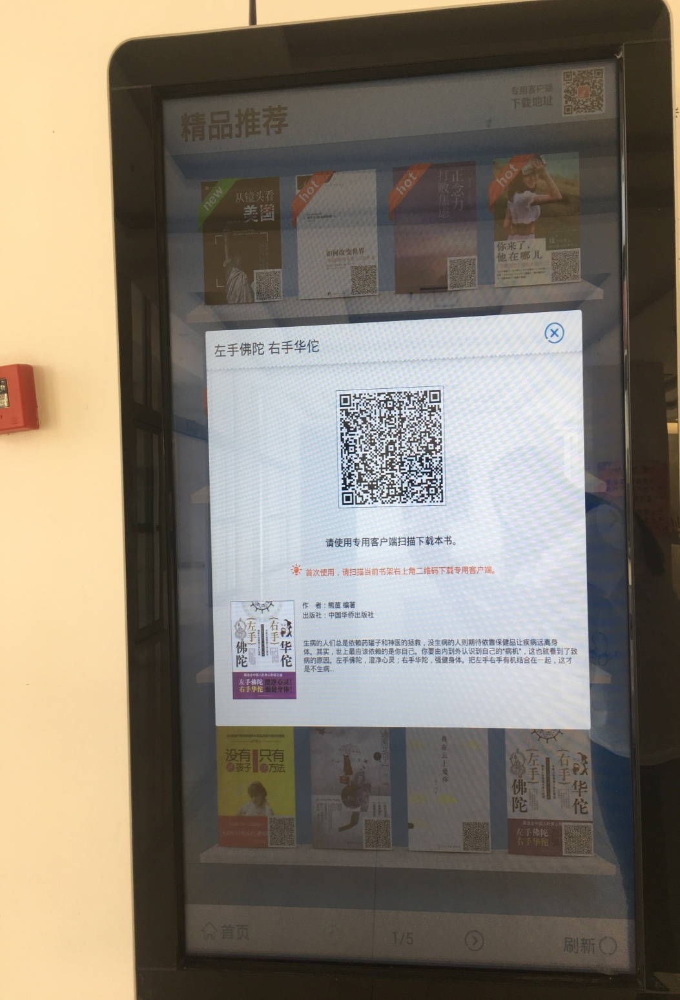 精品推荐
专用客户端
下载地址
new
从镜头看
美国
hot
如何改变世界
hot
正念力
打败焦虑
hot
你来了，
他在哪儿
左手佛陀 右手华佗
请使用专用客户端扫描下载本书。
首次使用，请扫描当前书架右上角二维码下载专用客户端。
左手
佛陀
右手
华佗
左手佛陀 澄净心灵！
右手华佗 强健身体！
作 者：熊苗 编著
出版社：中国华侨出版社
生病的人们总是依赖药罐子和神医的拯救，没生病的人则期待依靠保健品让疾病远离身
体。其实，世上最应该依赖的是你自己。你要由内到外认识到自己的"病机"，这也就看到了致
病的原因。左手佛陀，澄净心灵；右手华佗，强健身体。把左手右手有机结合在一起，这才
是不生病...
没有
孩子
只有
方法
我在云上爱你
左手
佛陀
右手
华佗
左手佛陀
右手华佗
首页
1/5
刷新